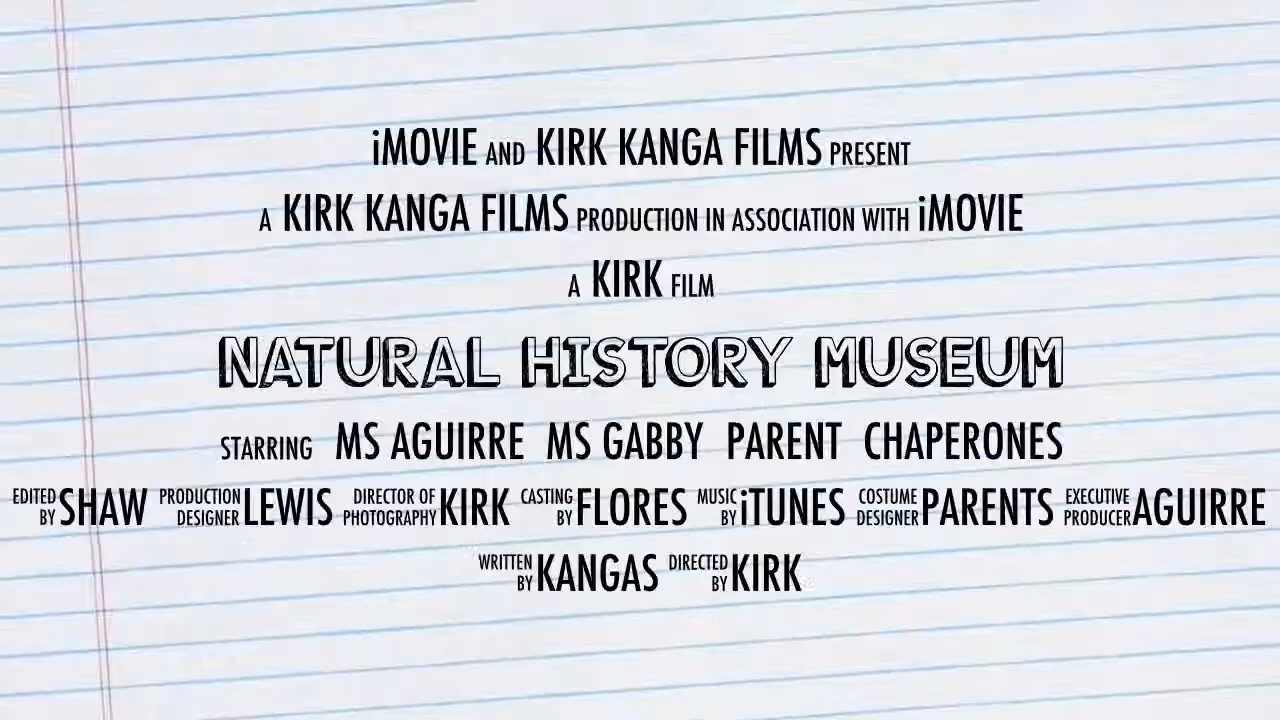 iMOVIE AND KIRK KANGA FILMS PRESENT
A KIRK KANGA FILMS PRODUCTION IN ASSOCIATION WITH iMOVIE
A KIRK FILM
NATURAL HISTORY MUSEUM
STARRING MS AGUIRRE MS GABBY PARENT CHAPERONES
EDITED BY SHAW PRODUCTION DESIGNER LEWIS DIRECTOR OF PHOTOGRAPHY KIRK CASTING BY FLORES MUSIC BY iTUNES COSTUME DESIGNER PARENTS EXECUTIVE PRODUCER AGUIRRE
WRITTEN BY KANGAS DIRECTED BY KIRK